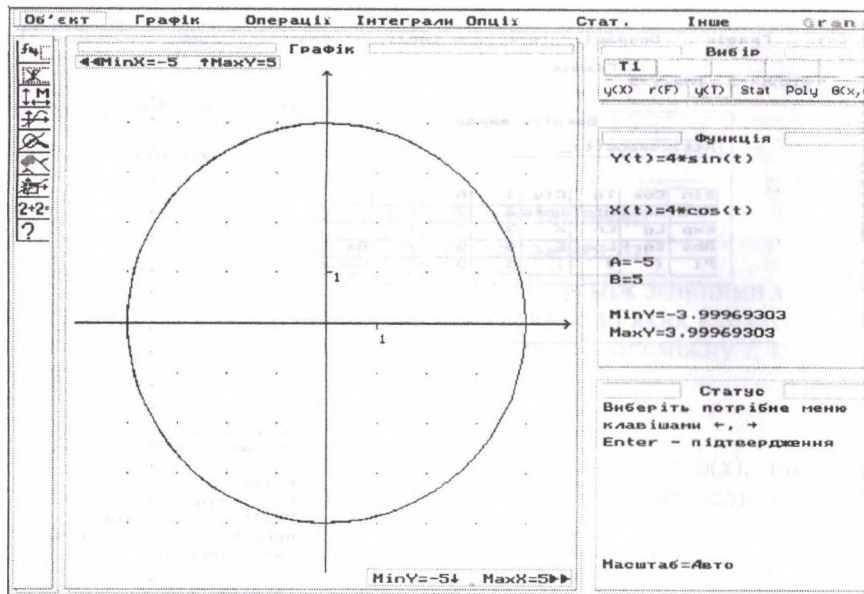 Об'єкт Графік Операції Інтеграли Опції Стат. Інше Gran
Графік
◀◀MinX=-5 ↑MaxY=5
1
1
MinY=-5↓ MaxX=5▶▶
2+2=
?
Вибір
T1
y(X) r(F) y(T) Stat Poly
Функція
Y(t)=4*sin(t)
X(t)=4*cos(t)
A=-5
B=5
MinY=-3.99969303
MaxY=3.99969303
Статус
Виберіть потрібне меню
клавішами ←, →
Enter - підтвердження
Масштаб=Авто